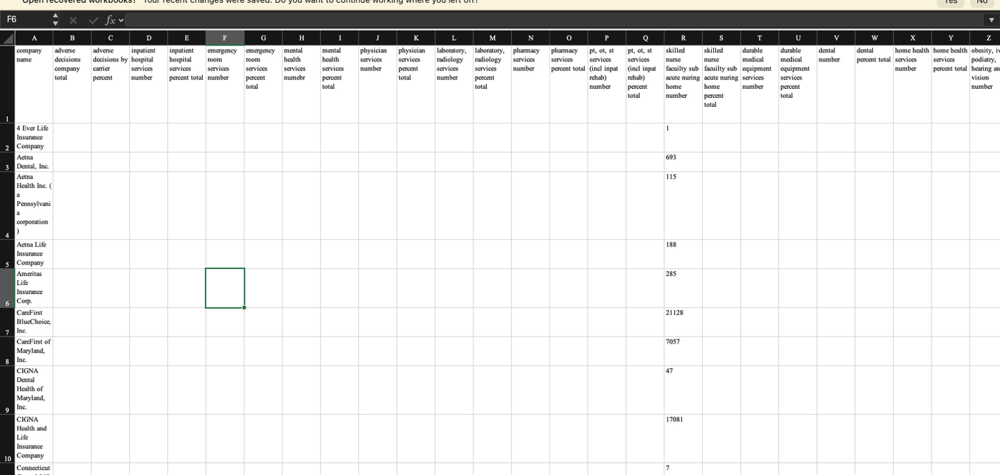 Open recovered workbooks? Your recent changes were saved. Do you want to continue working where you left off?
Yes
No
F6
fx
A B C D E F G H I J K L M N O P Q R S T U V W X Y Z
1
company name
adverse decisions company total
adverse decisions by carrier percent
inpatient hospital services number
inpatient hospital services percent total
emergency room services number
emergency room services percent total
mental health services numebr
mental health services percent total
physician services number
physician services percent total
laboratory, radiology services number
laboratory, radiology services percent total
pharmacy services number
pharmacy services percent total
pt, ot, st services (incl inpat rehab) number
pt, ot, st services (incl inpat rehab) percent total
skilled nurse facuilty sub acute nuring home number
skilled nurse facuilty sub acute nuring home percent total
durable medical equipment services number
durable medical equipment services percent total
dental number
dental percent total
home health services number
home health services percent total
obesity, podiatry, hearing vision number
2
4 Ever Life Insurance Company
1
3
Aetna Dental, Inc.
693
4
Aetna Health Inc. ( a Pennsylvania corporation )
115
5
Aetna Life Insurance Company
188
6
Ameritas Life Insurance Corp.
285
7
CareFirst BlueChoice, Inc.
21128
8
CareFirst of Maryland, Inc.
7057
9
CIGNA Dental Health of Maryland, Inc.
47
10
CIGNA Health and Life Insurance Company
17081
Connecticut
7